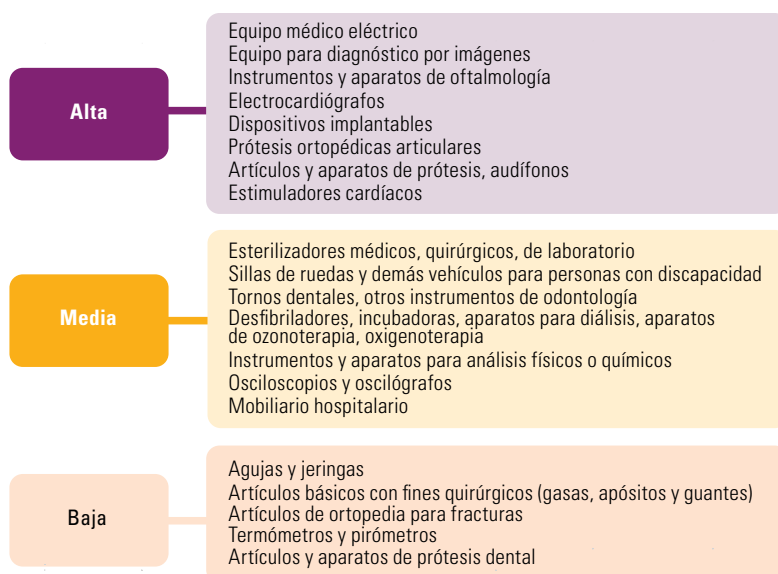 Alta
Equipo médico eléctrico
Equipo para diagnóstico por imágenes
Instrumentos y aparatos de oftalmología
Electrocardiógrafos
Dispositivos implantables
Prótesis ortopédicas articulares
Artículos y aparatos de prótesis, audífonos
Estimuladores cardíacos
Media
Esterilizadores médicos, quirúrgicos, de laboratorio
Sillas de ruedas y demás vehículos para personas con discapacidad
Tornos dentales, otros instrumentos de odontología
Desfibriladores, incubadoras, aparatos para diálisis, aparatos
de ozonoterapia, oxigenoterapia
Instrumentos y aparatos para análisis físicos o químicos
Osciloscopios y oscilógrafos
Mobiliario hospitalario
Baja
Agujas y jeringas
Artículos básicos con fines quirúrgicos (gasas, apósitos y guantes)
Artículos de ortopedia para fracturas
Termómetros y pirómetros
Artículos y aparatos de prótesis dental